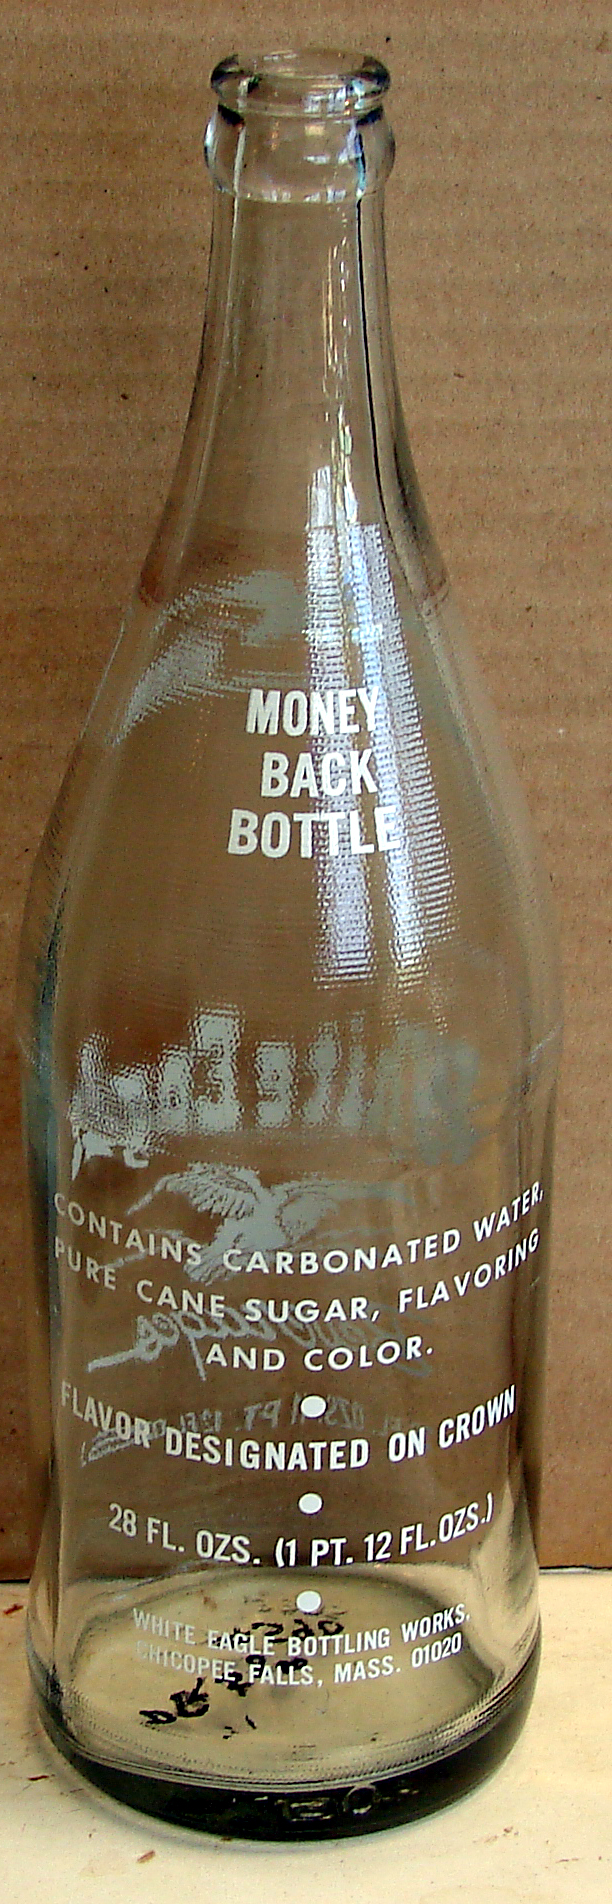 MONEY
BACK
BOTTLE
CONTAINS CARBONATED WATER,
PURE CANE SUGAR, FLAVORING
AND COLOR.
FLAVOR DESIGNATED ON CROWN
28 FL. OZS. (1 PT. 12 FL. OZS.)
WHITE EAGLE BOTTLING WORKS,
CHICOPEE FALLS, MASS. 01020